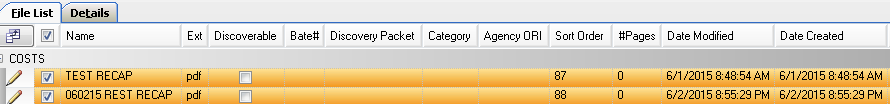 File List Details
Name Ext Discoverable Bate# Discovery Packet Category Agency ORI Sort Order #Pages Date Modified Date Created
COSTS
TEST RECAP pdf 87 0 6/1/2015 8:48:54 AM 6/1/2015 8:48:54 AM
060215 REST RECAP pdf 88 0 6/2/2015 8:55:29 PM 6/2/2015 8:55:29 PM